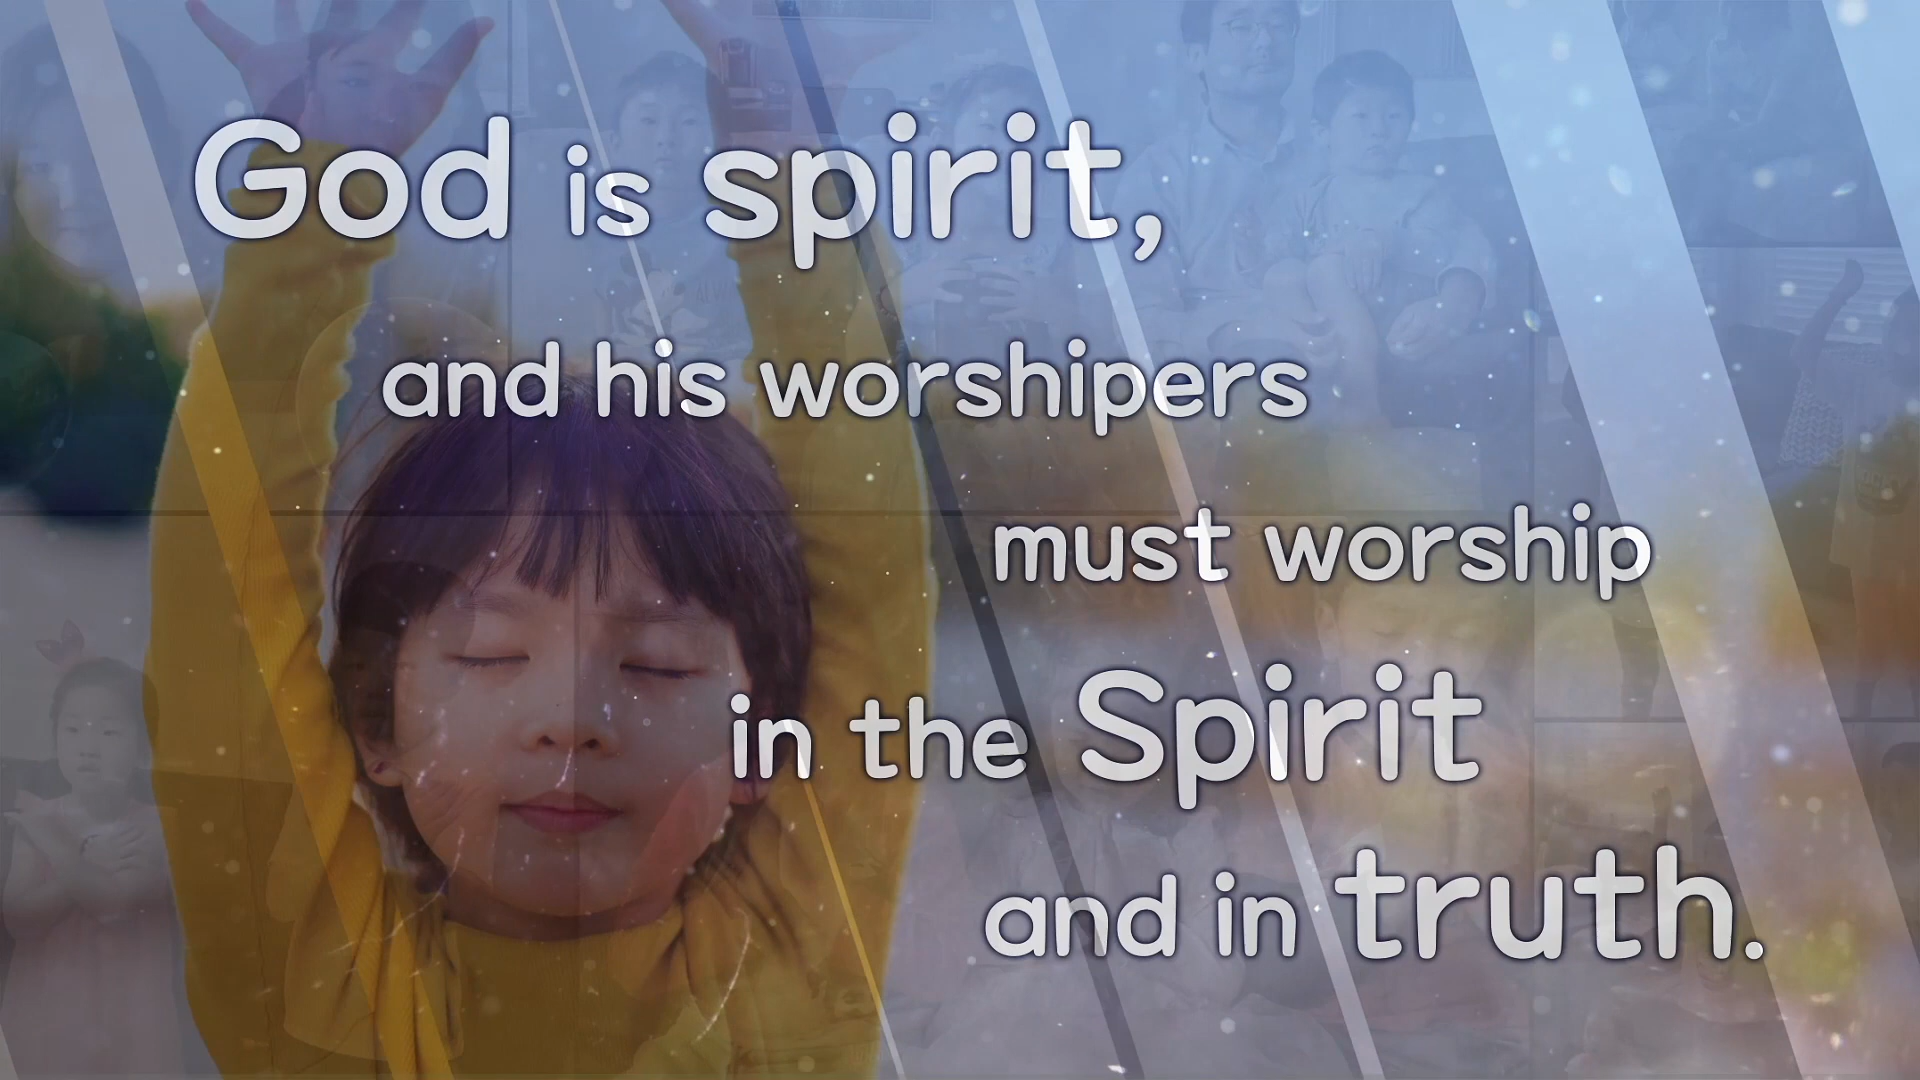 God is spirit,
and his worshipers
must worship
in the Spirit
and in truth.